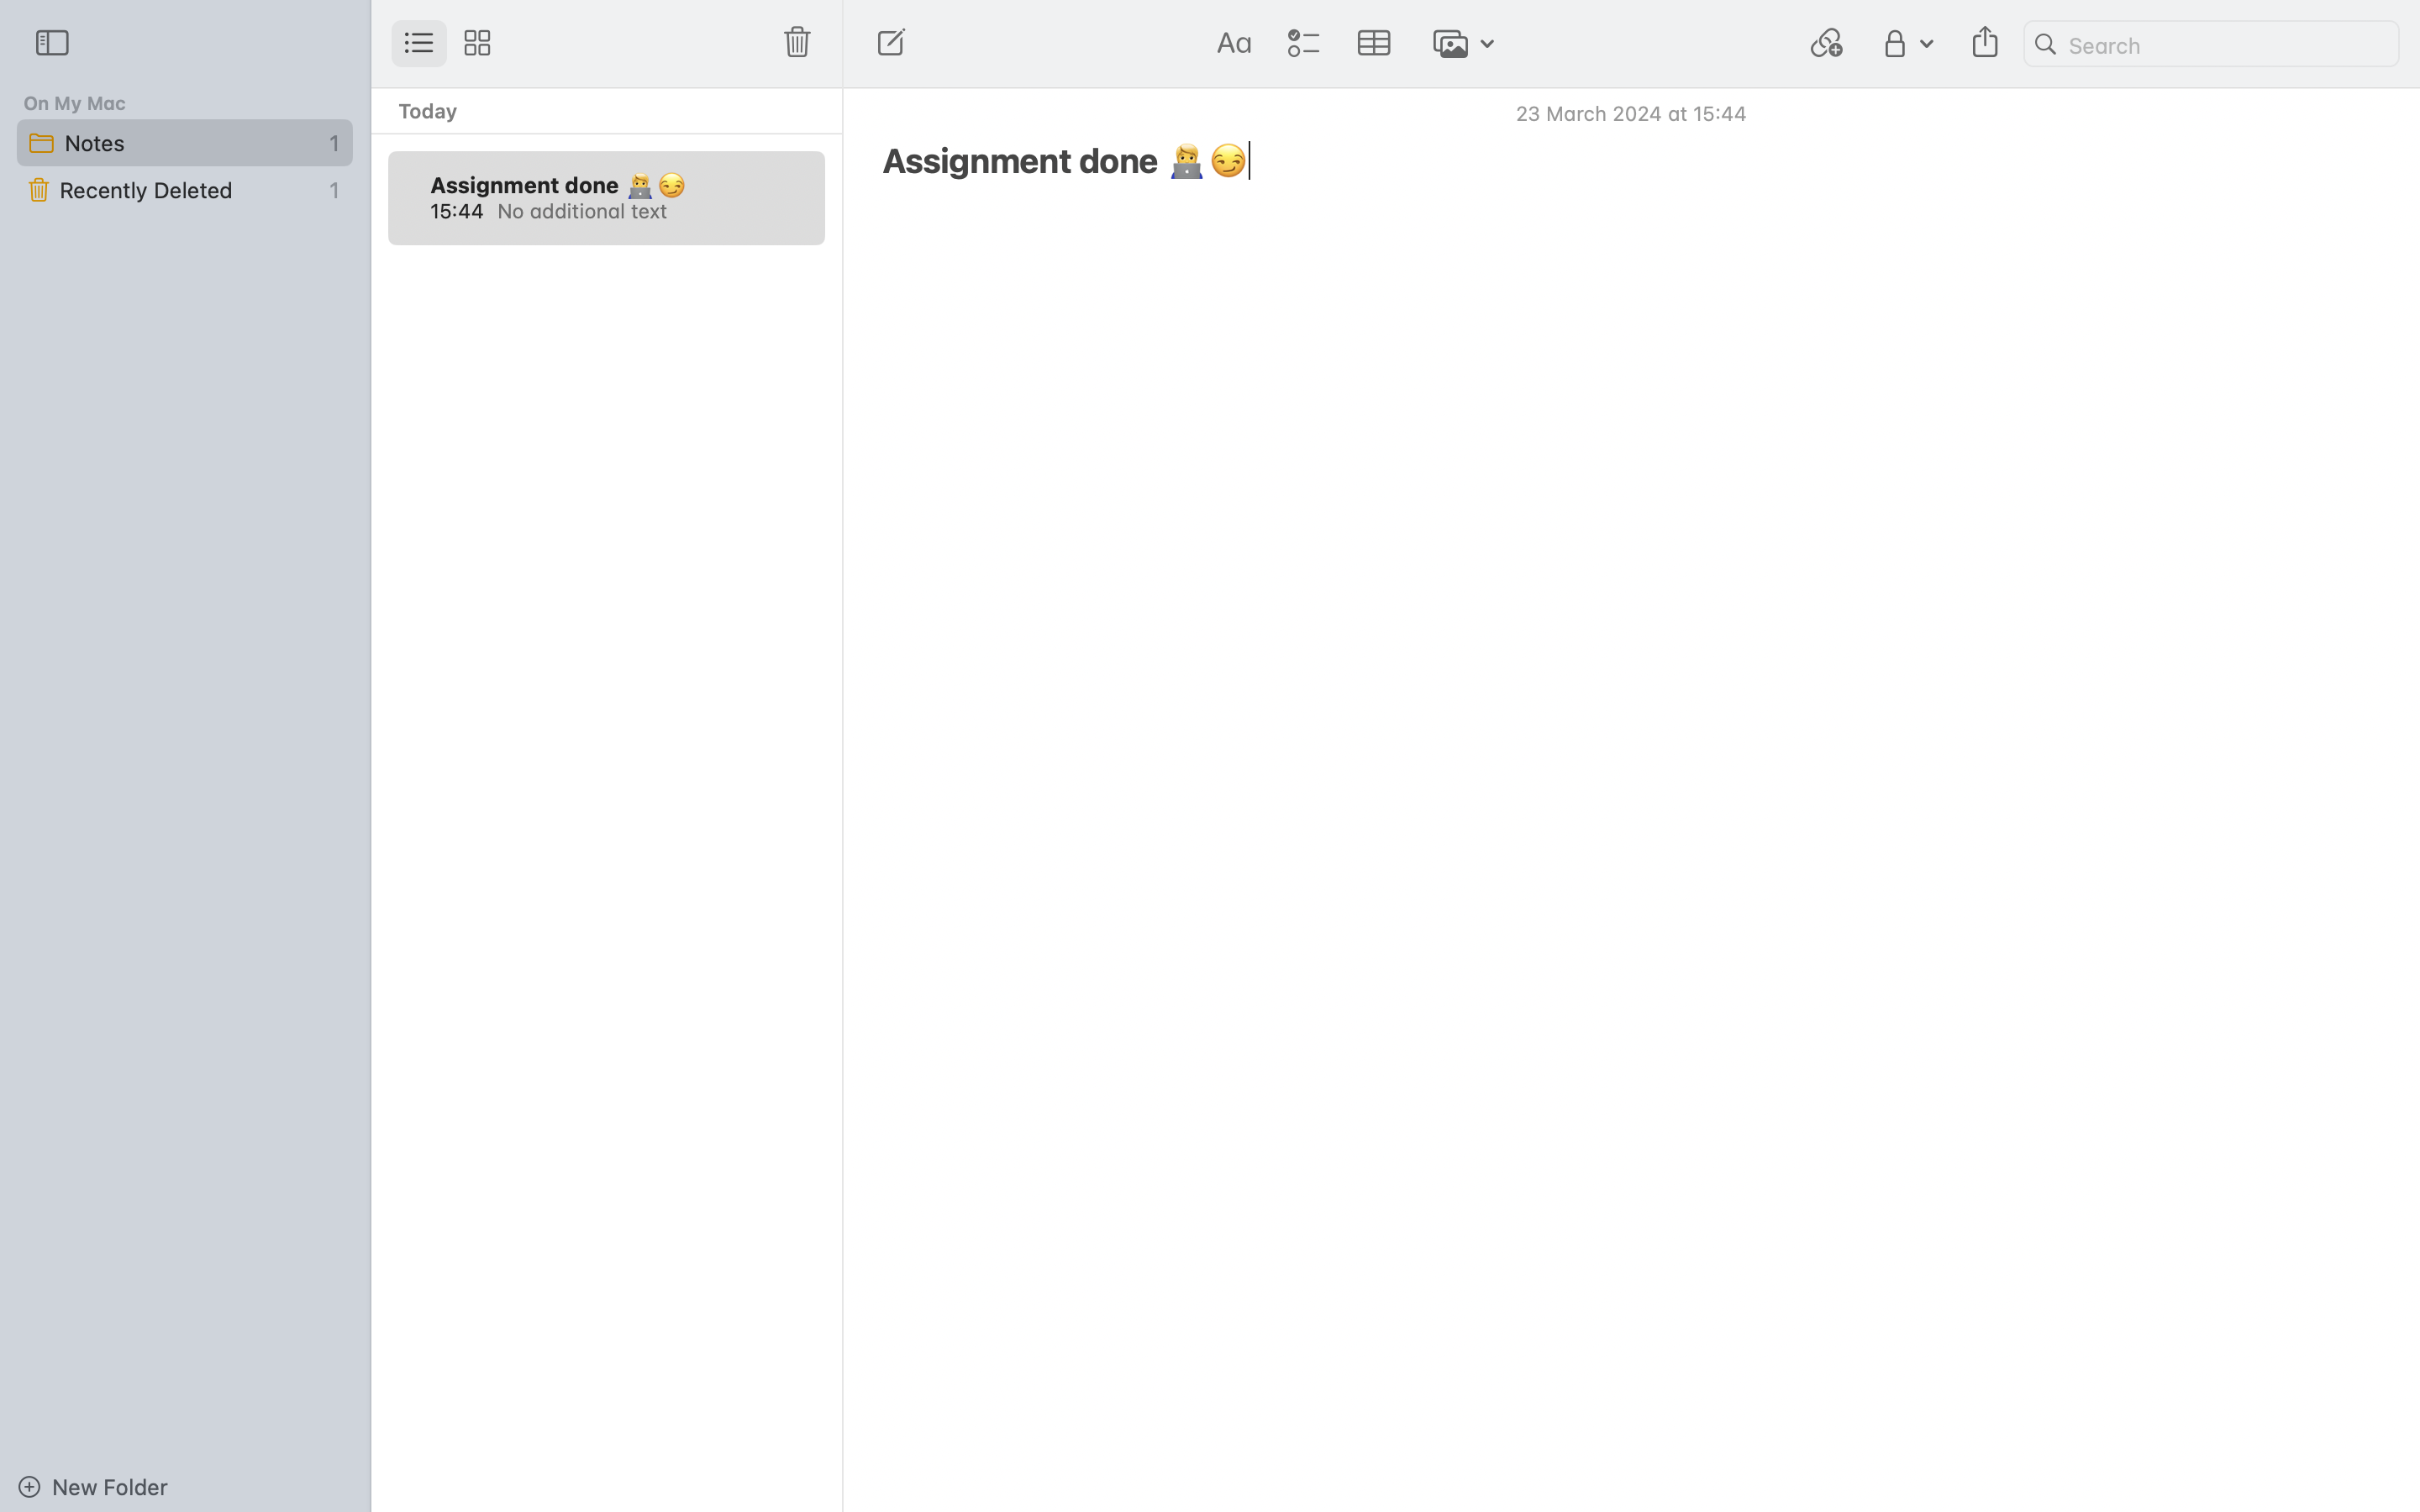 On My Mac
Notes 1
Recently Deleted 1
New Folder
Today
Assignment done 👨🏼‍💻😏
15:44 No additional text
Aa
Search
23 March 2024 at 15:44
Assignment done 👨🏼‍💻😏